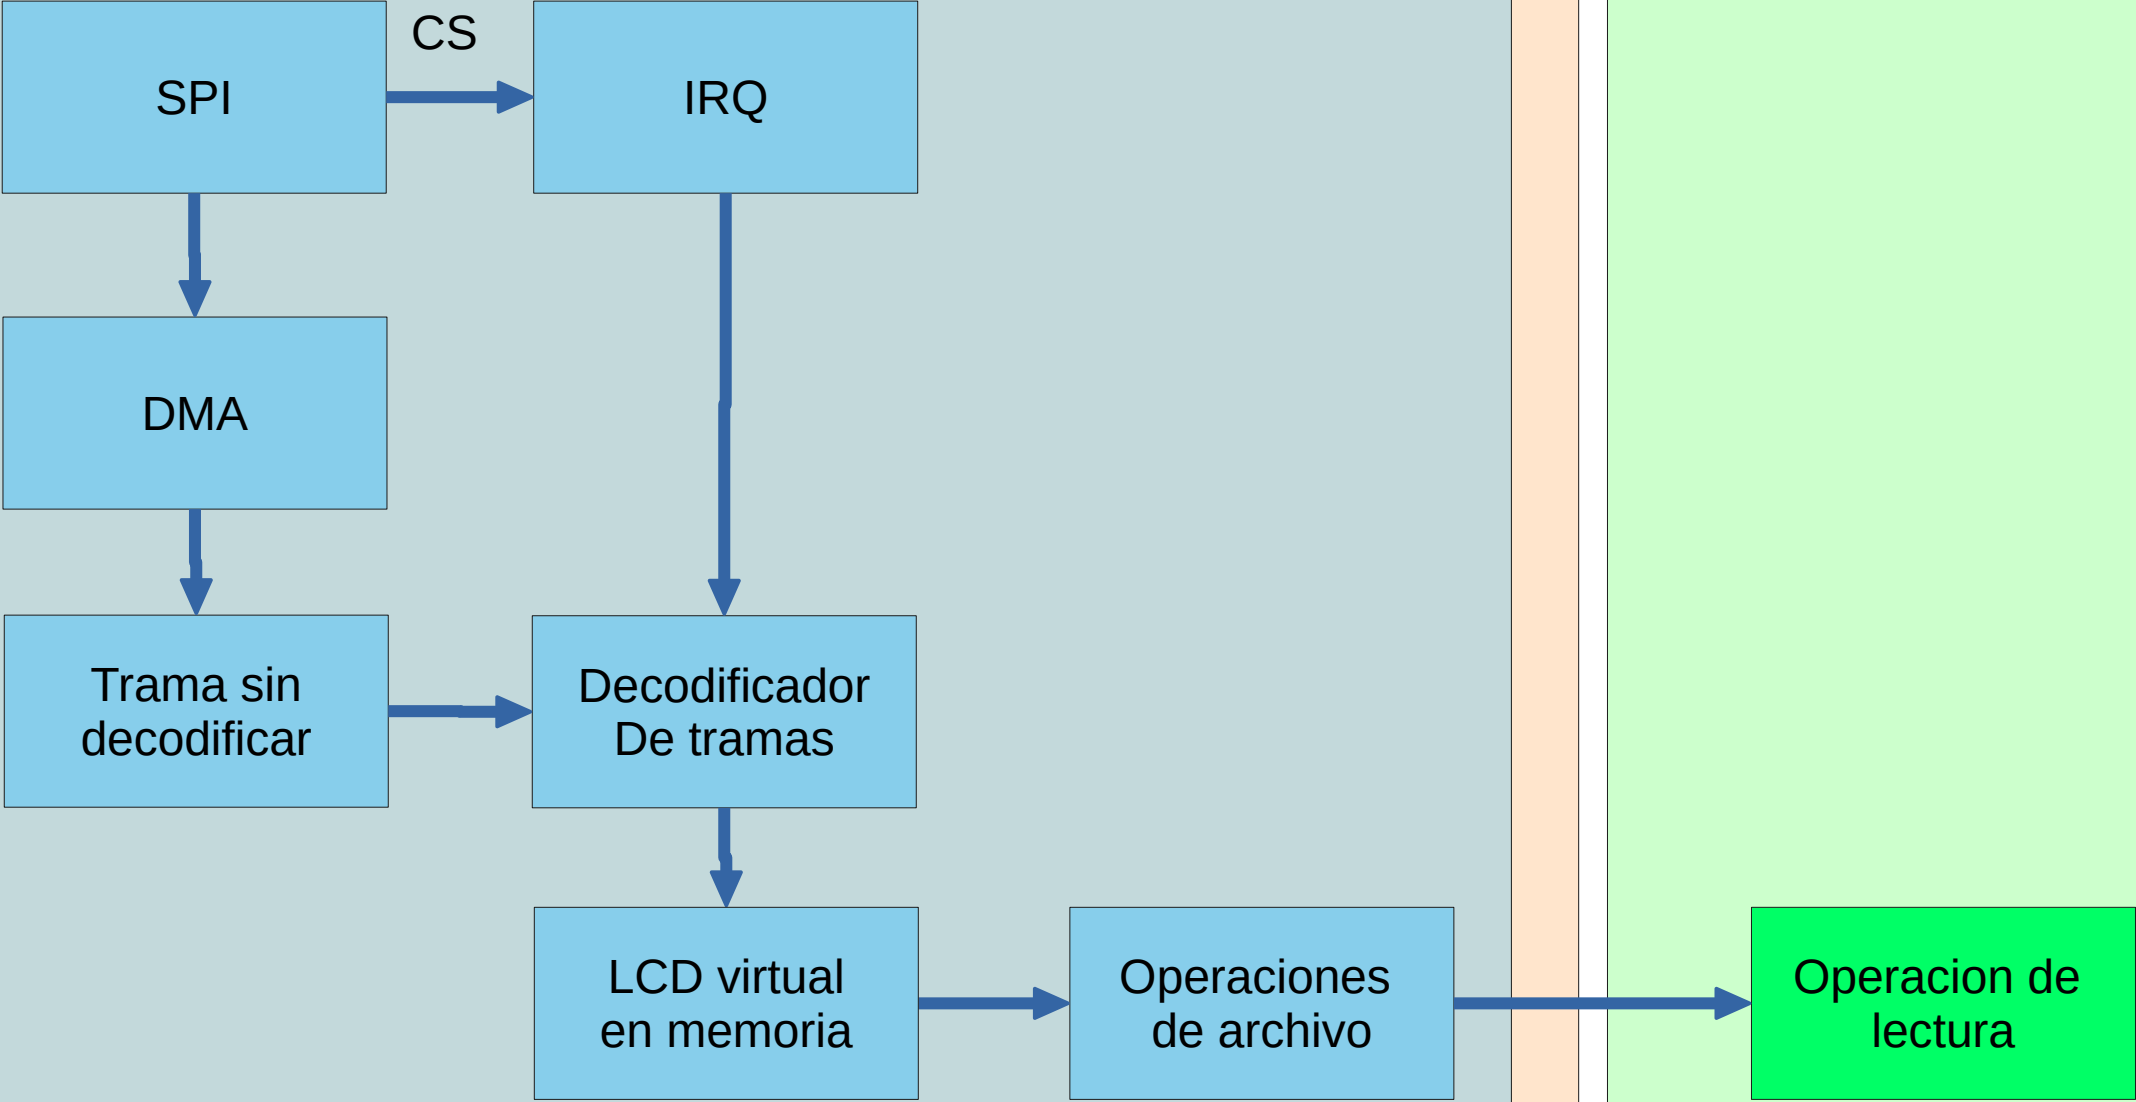 CS
SPI
IRQ
DMA
Trama sin
decodificar
Decodificador
De tramas
LCD virtual
en memoria
Operaciones
de archivo
Operacion de
lectura